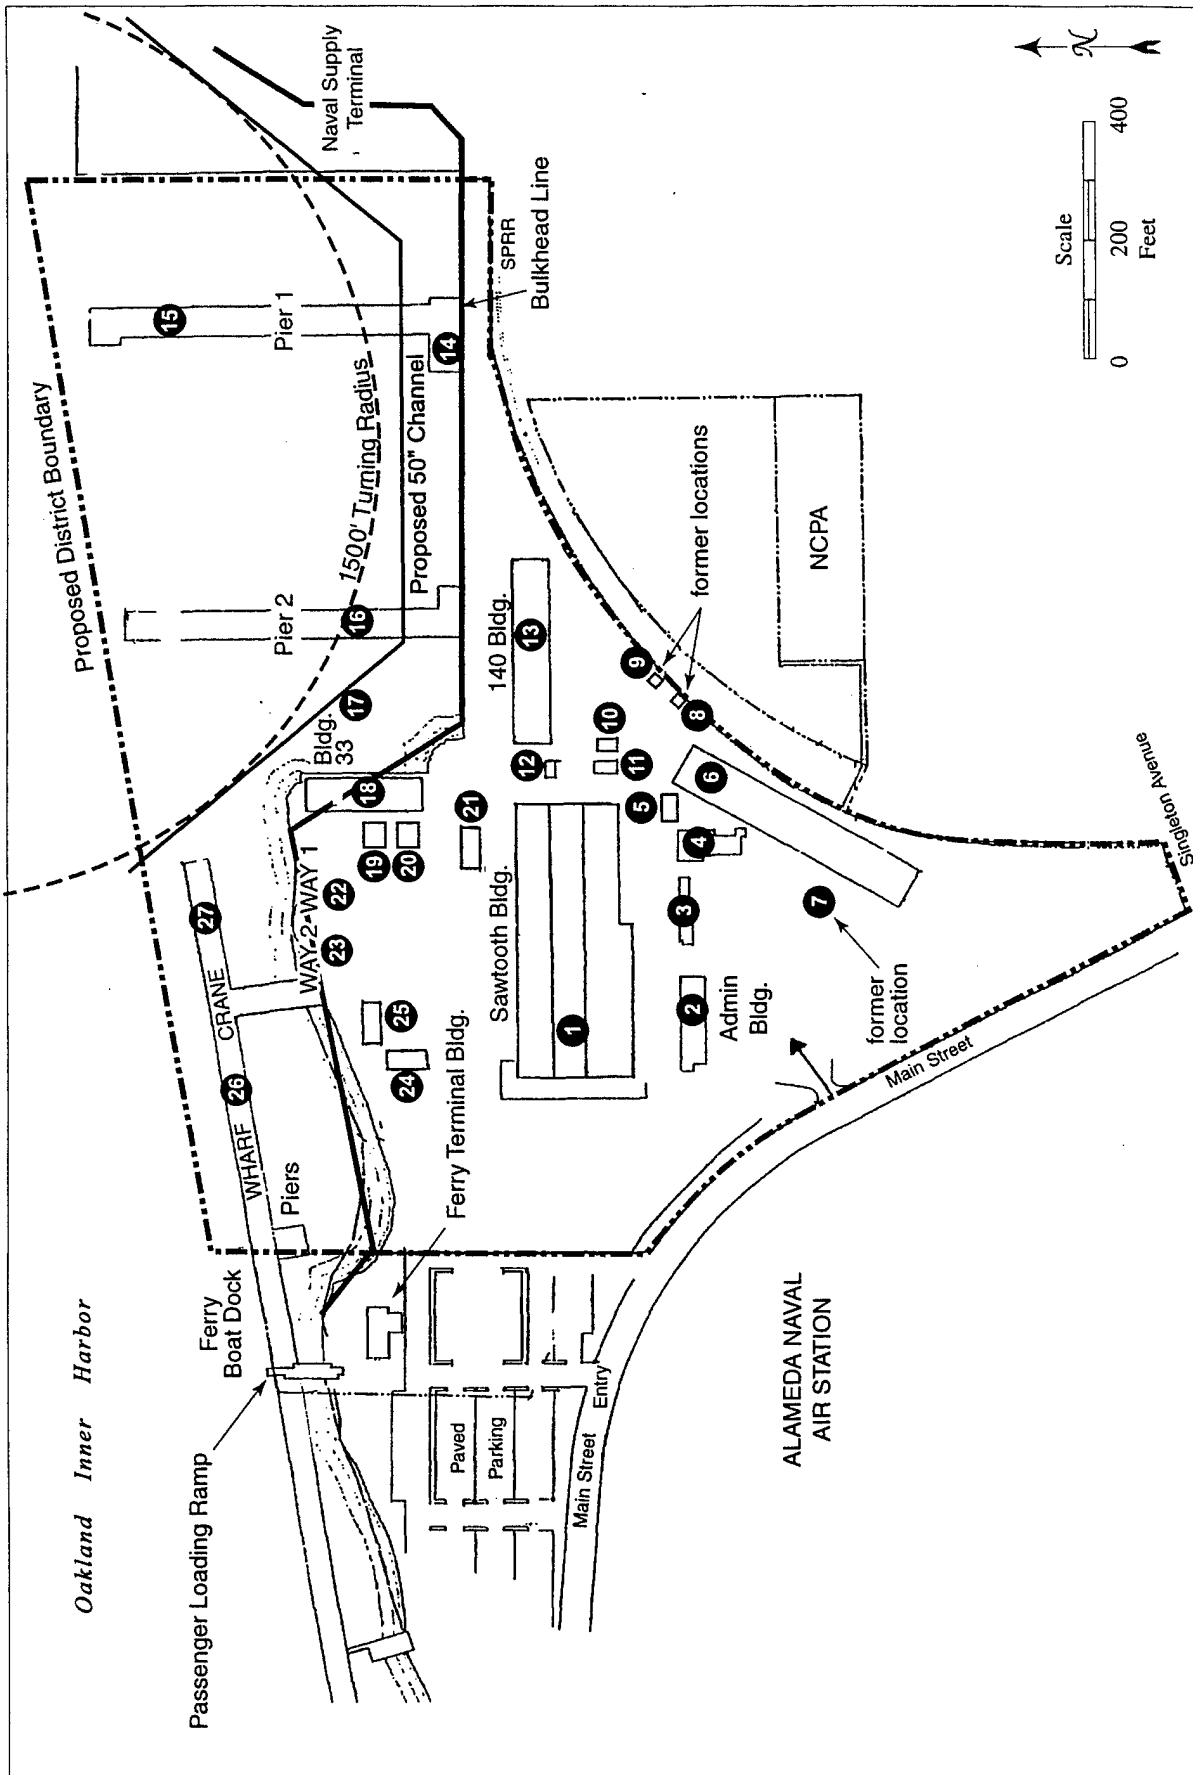 Oakland Inner Harbor
Passenger Loading Ramp
Ferry
Boat Dock
Piers
WHARF
26
CRANE
27
Proposed District Boundary
Pier 2
Pier 1
15
Naval Supply
Terminal
N
1500' Turning Radius
Proposed 50" Channel
16
17
14
Bldg.
33
18
WAY 1
WAY 2
22
23
19
20
21
25
24
Ferry Terminal Bldg.
SPRR
Bulkhead Line
140 Bldg.
13
12
Sawtooth Bldg.
1
10
11
9
8
former locations
5
6
4
3
2
Admin
Bldg.
7
former
location
NCPA
Paved
Parking
Entry
Main Street
Main Street
Singleton Avenue
ALAMEDA NAVAL
AIR STATION
Scale
0 200 400
Feet